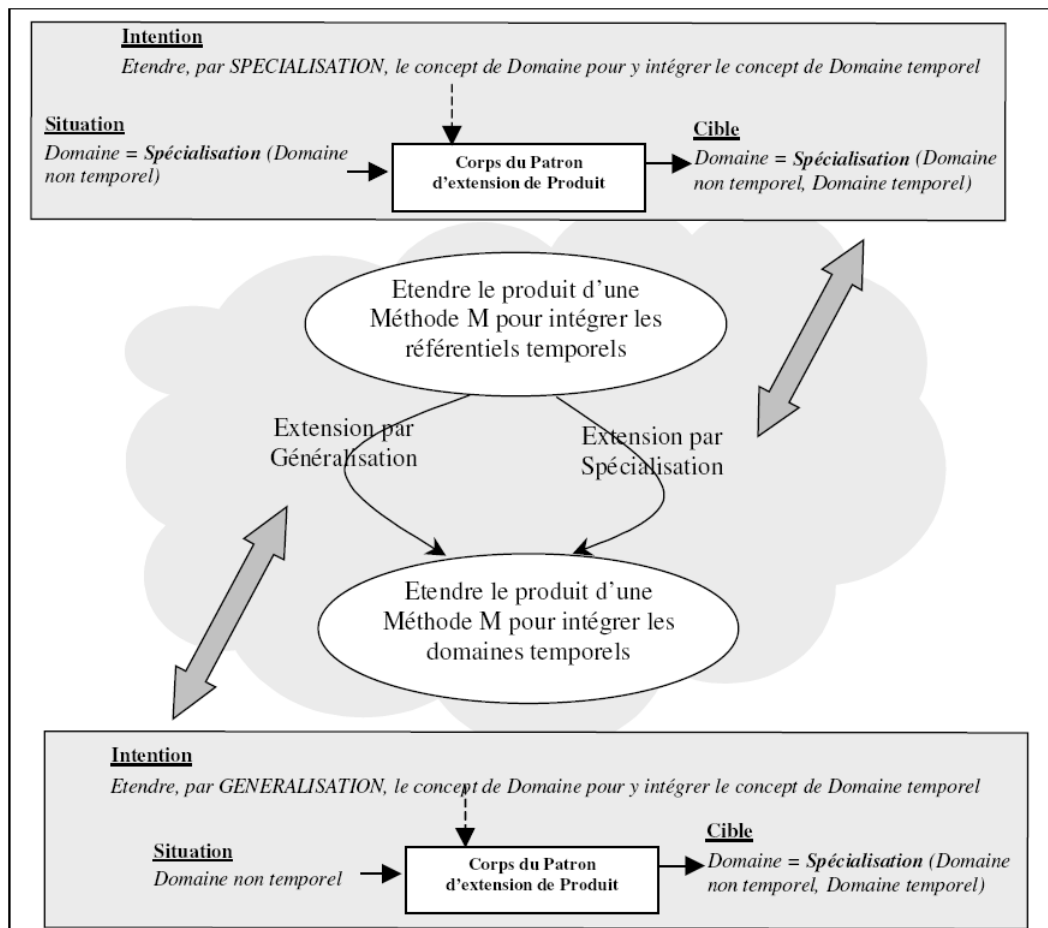 Intention
Etendre, par SPECIALISATION, le concept de Domaine pour y intégrer le concept de Domaine temporel
Situation
Domaine = Spécialisation (Domaine
non temporel)
Corps du Patron
d'extension de Produit
Cible
Domaine = Spécialisation (Domaine
non temporel, Domaine temporel)
Etendre le produit d'une
Méthode M pour intégrer les
référentiels temporels
Extension par
Généralisation
Extension par
Spécialisation
Etendre le produit d'une
Méthode M pour intégrer les
domaines temporels
Intention
Etendre, par GENERALISATION, le concept de Domaine pour y intégrer le concept de Domaine temporel
Situation
Domaine non temporel
Corps du Patron
d'extension de Produit
Cible
Domaine = Spécialisation (Domaine
non temporel, Domaine temporel)